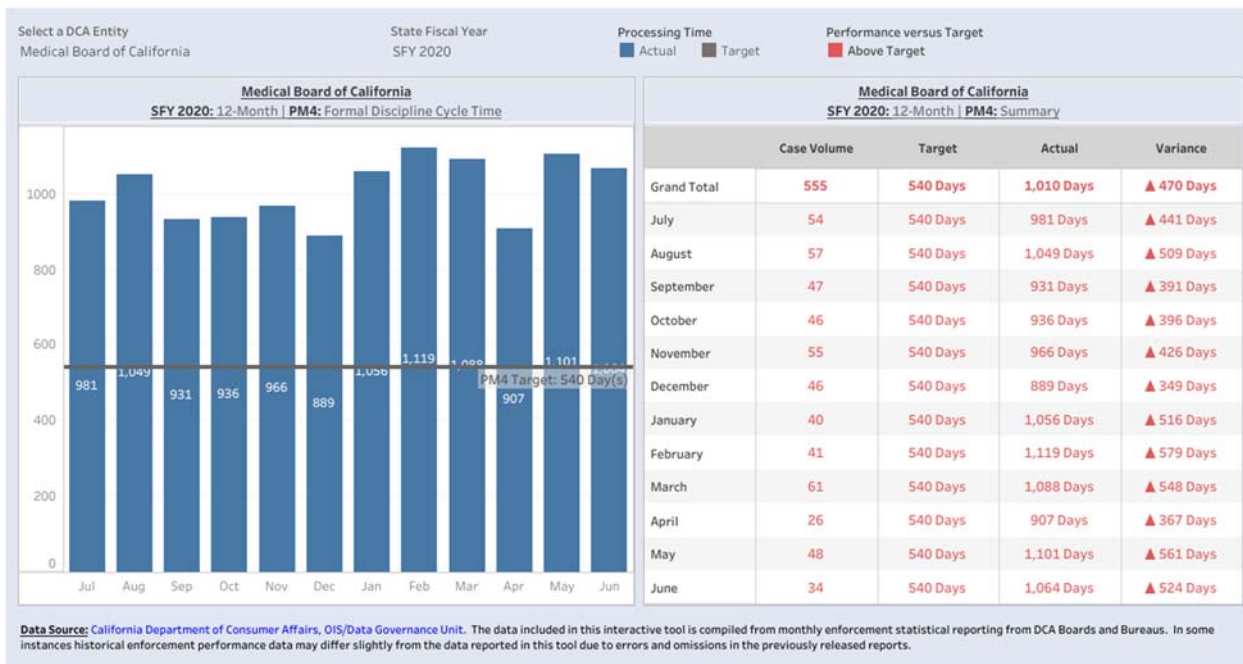 Select a DCA Entity
Medical Board of California
State Fiscal Year
SFY 2020
Processing Time
Actual Target
Performance versus Target
Above Target
Medical Board of California
SFY 2020: 12-Month | PM4: Formal Discipline Cycle Time
1000
800
600
400
200
0
981 1,049 931 936 966 889 1,056 1,119 1,088 907 1,101 1,064
PM4 Target: 540 Day(s)
Jul Aug Sep Oct Nov Dec Jan Feb Mar Apr May Jun
Medical Board of California
SFY 2020: 12-Month | PM4: Summary
Case Volume Target Actual Variance
Grand Total 555 540 Days 1,010 Days ▲ 470 Days
July 54 540 Days 981 Days ▲ 441 Days
August 57 540 Days 1,049 Days ▲ 509 Days
September 47 540 Days 931 Days ▲ 391 Days
October 46 540 Days 936 Days ▲ 396 Days
November 55 540 Days 966 Days ▲ 426 Days
December 46 540 Days 889 Days ▲ 349 Days
January 40 540 Days 1,056 Days ▲ 516 Days
February 41 540 Days 1,119 Days ▲ 579 Days
March 61 540 Days 1,088 Days ▲ 548 Days
April 26 540 Days 907 Days ▲ 367 Days
May 48 540 Days 1,101 Days ▲ 561 Days
June 34 540 Days 1,064 Days ▲ 524 Days
Data Source: California Department of Consumer Affairs, OIS/Data Governance Unit. The data included in this interactive tool is compiled from monthly enforcement statistical reporting from DCA Boards and Bureaus. In some
instances historical enforcement performance data may differ slightly from the data reported in this tool due to errors and omissions in the previously released reports.